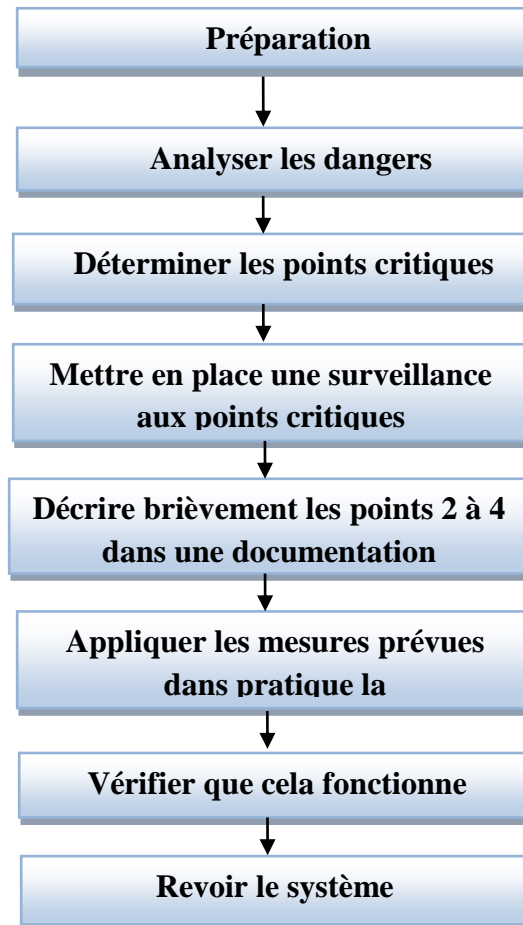 Préparation
Analyser les dangers
Déterminer les points critiques
Mettre en place une surveillance
aux points critiques
Décrire brièvement les points 2 à 4
dans une documentation
Appliquer les mesures prévues
dans pratique la
Vérifier que cela fonctionne
Revoir le système